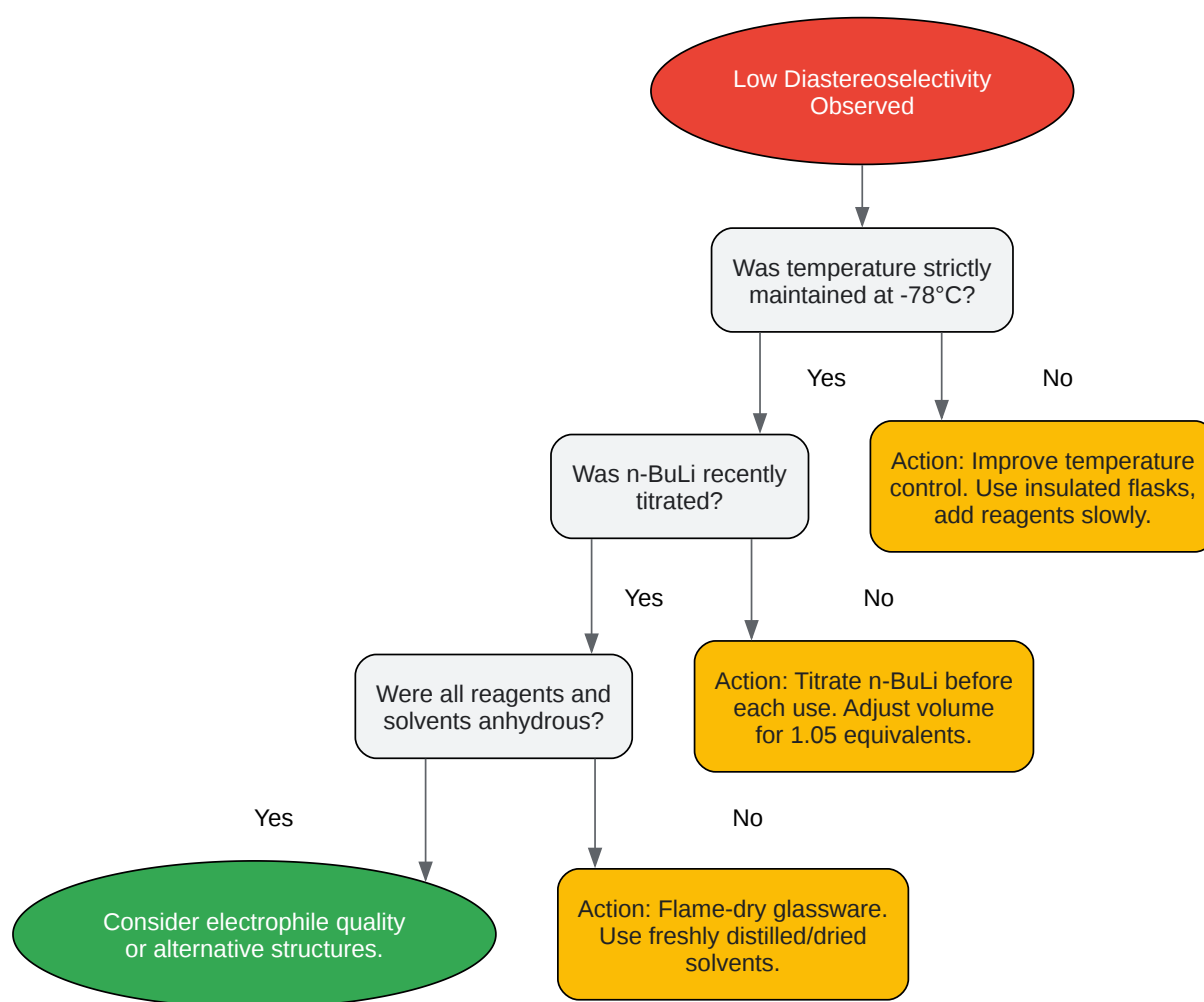 Low Diastereoselectivity
Observed
Was temperature strictly
maintained at -78°C?
Yes
No
Was n-BuLi recently
titrated?
Action: Improve temperature
control. Use insulated flasks,
add reagents slowly.
Yes
No
Were all reagents and
solvents anhydrous?
Action: Titrate n-BuLi before
each use. Adjust volume
for 1.05 equivalents.
Yes
No
Consider electrophile quality
or alternative structures.
Action: Flame-dry glassware.
Use freshly distilled/dried
solvents.